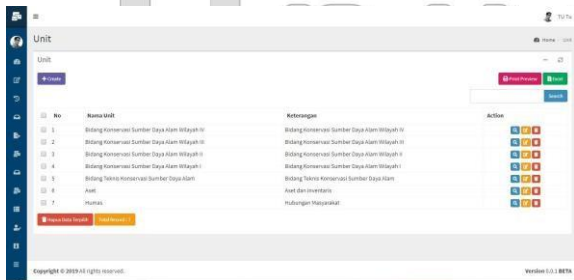 TU Ta
Unit
Home / Unit
Unit
+Create
Print Preview Excel
Search
No Nama Unit Keterangan Action
1 Bidang Konservasi Sumber Daya Alam Wilayah IV Bidang Konservasi Sumber Daya Alam Wilayah IV
2 Bidang Konservasi Sumber Daya Alam Wilayah III Bidang Konservasi Sumber Daya Alam Wilayah III
3 Bidang Konservasi Sumber Daya Alam Wilayah II Bidang Konservasi Sumber Daya Alam Wilayah II
4 Bidang Konservasi Sumber Daya Alam Wilayah I Bidang Konservasi Sumber Daya Alam Wilayah I
5 Bidang Teknis Konservasi Sumber Daya Alam Bidang Teknis Konservasi Sumber Daya Alam
6 Aset Aset dan Inventaris
7 Humas Hubungan Masyarakat
Hapus Data Terpilih Total Record : 7
Copyright © 2019 All rights reserved. Version 0.0.1 BETA